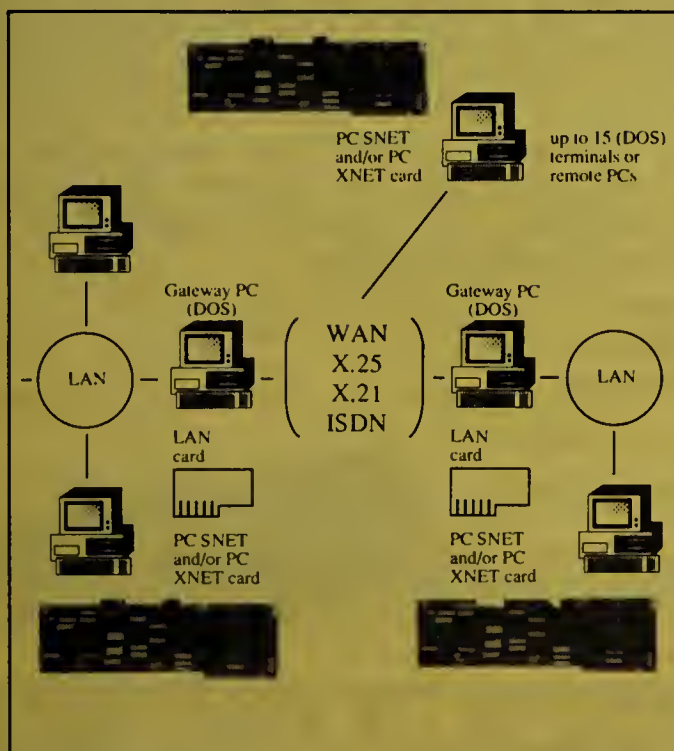 PC SNET
and/or PC
XNET card
up to 15 (DOS)
terminals or
remote PCs
Gateway PC
(DOS)
Gateway PC
(DOS)
LAN
WAN
X.25
X.21
ISDN
LAN
LAN
card
LAN
card
PC SNET
and/or PC
XNET card
PC SNET
and/or PC
XNET card